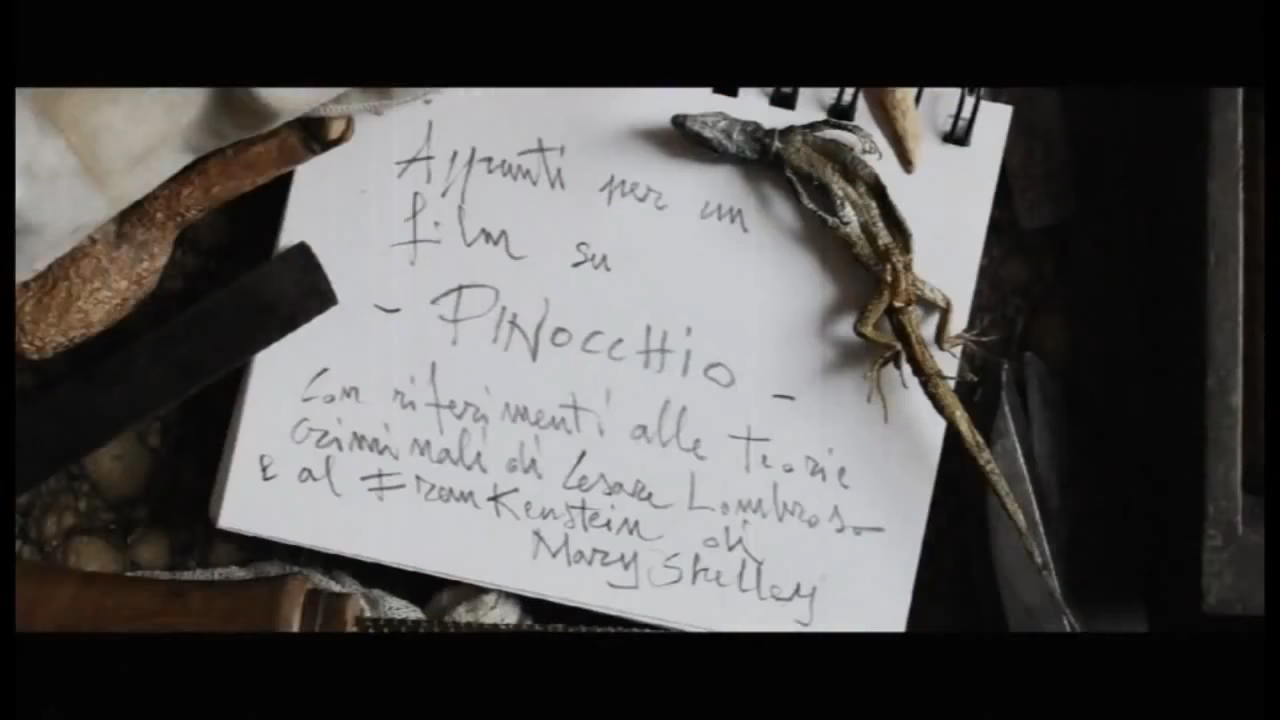 Appunti per un
film su
- PINOCCHio -
Con riferimenti alle teorie
criminali di Cesare Lombroso
E al FranKenstein di
Mary Shelley